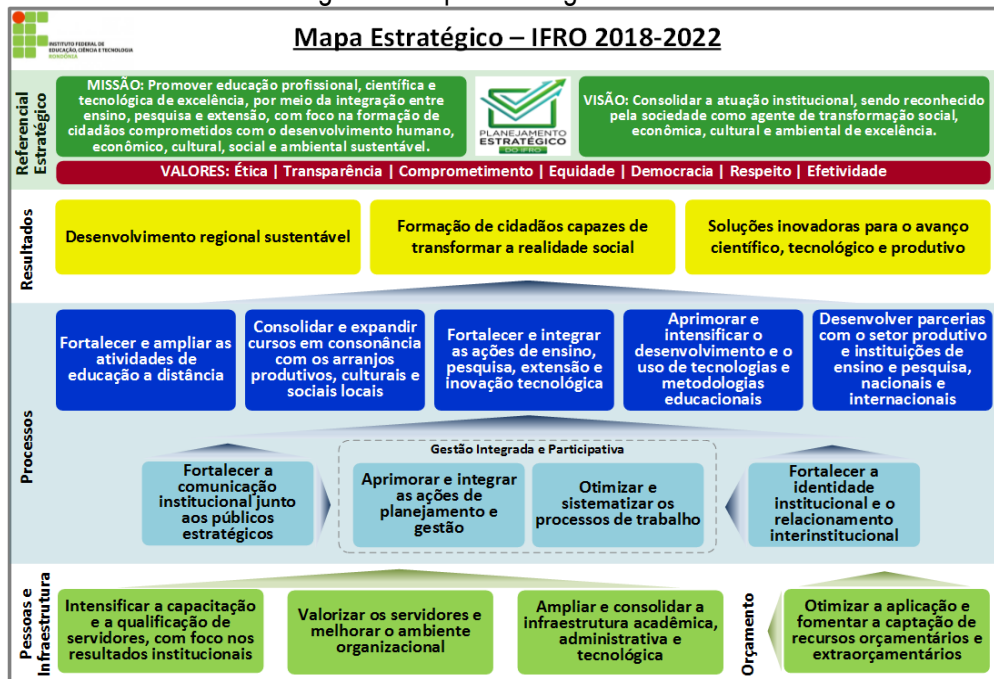 Mapa Estratégico – IFRO 2018-2022
INSTITUTO FEDERAL DE
EDUCAÇÃO, CIÊNCIA E TECNOLOGIA
RONDÔNIA
Referencial
Estratégico
MISSÃO: Promover educação profissional, científica e
tecnológica de excelência, por meio da integração entre
ensino, pesquisa e extensão, com foco na formação de
cidadãos comprometidos com o desenvolvimento humano,
econômico, cultural, social e ambiental sustentável.
PLANEJAMENTO
ESTRATÉGICO
DO IFRO
VISÃO: Consolidar a atuação institucional, sendo reconhecido
pela sociedade como agente de transformação social,
econômica, cultural e ambiental de excelência.
VALORES: Ética | Transparência | Comprometimento | Equidade | Democracia | Respeito | Efetividade
Resultados
Desenvolvimento regional sustentável
Formação de cidadãos capazes de
transformar a realidade social
Soluções inovadoras para o avanço
científico, tecnológico e produtivo
Processos
Fortalecer e ampliar as
atividades de
educação a distância
Consolidar e expandir
cursos em consonância
com os arranjos
produtivos, culturais e
sociais locais
Fortalecer e integrar
as ações de ensino,
pesquisa, extensão e
inovação tecnológica
Aprimorar e
intensificar o
desenvolvimento e o
uso de tecnologias e
metodologias
educacionais
Desenvolver parcerias
com o setor produtivo
e instituições de
ensino e pesquisa,
nacionais e
internacionais
Fortalecer a
comunicação
institucional junto
aos públicos
estratégicos
Gestão Integrada e Participativa
Aprimorar e integrar
as ações de
planejamento e
gestão
Otimizar e
sistematizar os
processos de trabalho
Fortalecer a
identidade
institucional e o
relacionamento
interinstitucional
Pessoas e
Infraestrutura
Intensificar a capacitação
e a qualificação de
servidores, com foco nos
resultados institucionais
Valorizar os servidores e
melhorar o ambiente
organizacional
Ampliar e consolidar a
infraestrutura acadêmica,
administrativa e
tecnológica
Orçamento
Otimizar a aplicação e
fomentar a captação de
recursos orçamentários e
extraorçamentários